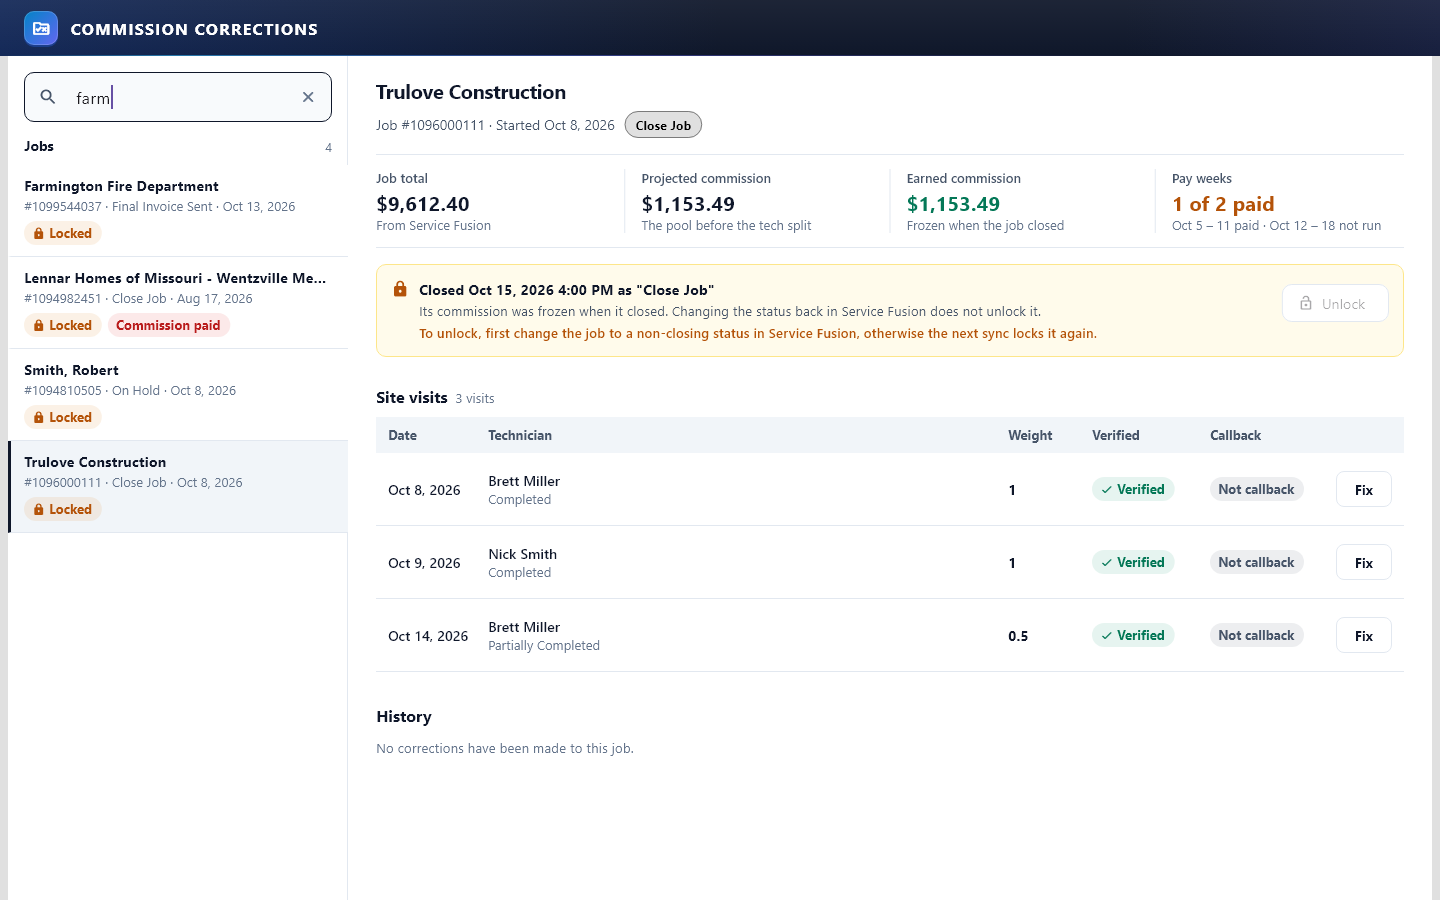 COMMISSION CORRECTIONS
farm
Jobs
4
Farmington Fire Department
#1099544037 · Final Invoice Sent · Oct 13, 2026
Locked
Lennar Homes of Missouri - Wentzville Me...
#1094982451 · Close Job · Aug 17, 2026
Locked
Commission paid
Smith, Robert
#1094810505 · On Hold · Oct 8, 2026
Locked
Trulove Construction
#1096000111 · Close Job · Oct 8, 2026
Locked
Trulove Construction
Job #1096000111 · Started Oct 8, 2026
Close Job
Job total
$9,612.40
From Service Fusion
Projected commission
$1,153.49
The pool before the tech split
Earned commission
$1,153.49
Frozen when the job closed
Pay weeks
1 of 2 paid
Oct 5 – 11 paid · Oct 12 – 18 not run
Closed Oct 15, 2026 4:00 PM as "Close Job"
Its commission was frozen when it closed. Changing the status back in Service Fusion does not unlock it.
To unlock, first change the job to a non-closing status in Service Fusion, otherwise the next sync locks it again.
Unlock
Site visits 3 visits
Date Technician Weight Verified Callback
Oct 8, 2026 Brett Miller 1 Verified Not callback Fix
Completed
Oct 9, 2026 Nick Smith 1 Verified Not callback Fix
Completed
Oct 14, 2026 Brett Miller 0.5 Verified Not callback Fix
Partially Completed
History
No corrections have been made to this job.